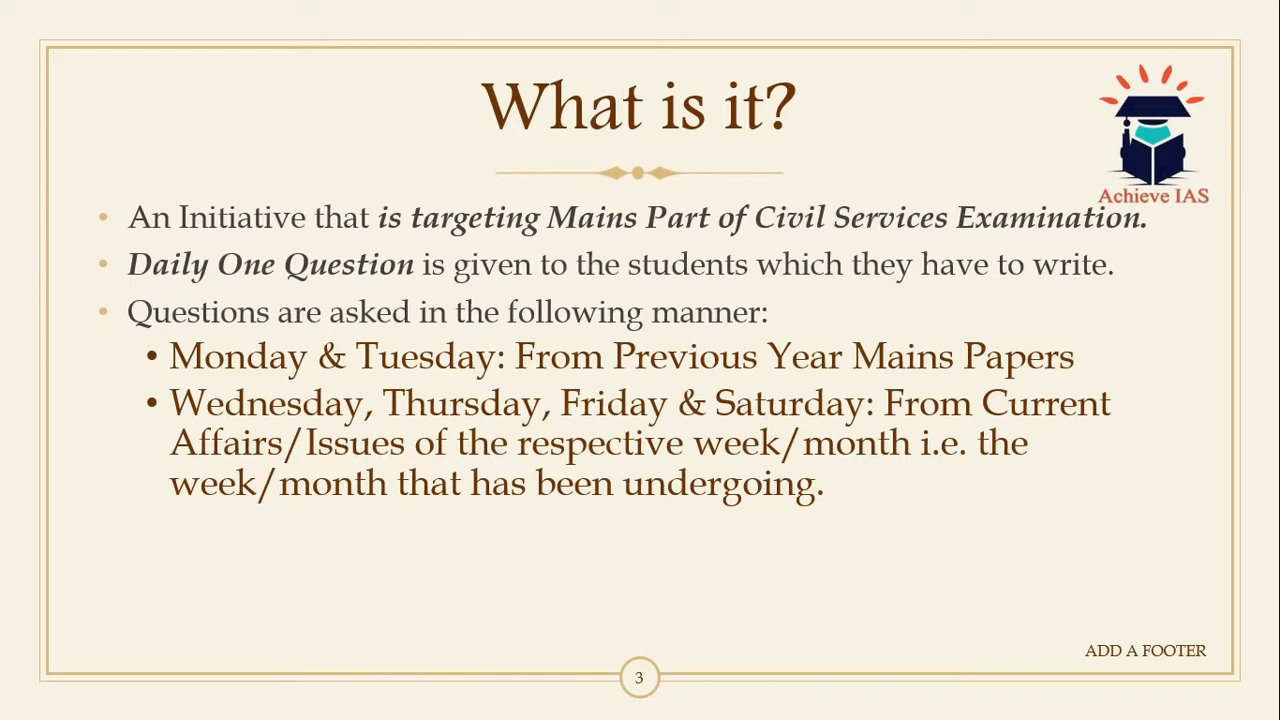 What is it?
Achieve IAS
• An Initiative that is targeting Mains Part of Civil Services Examination.
• Daily One Question is given to the students which they have to write.
• Questions are asked in the following manner:
• Monday & Tuesday: From Previous Year Mains Papers
• Wednesday, Thursday, Friday & Saturday: From Current
Affairs/Issues of the respective week/month i.e. the
week/month that has been undergoing.
ADD A FOOTER
3